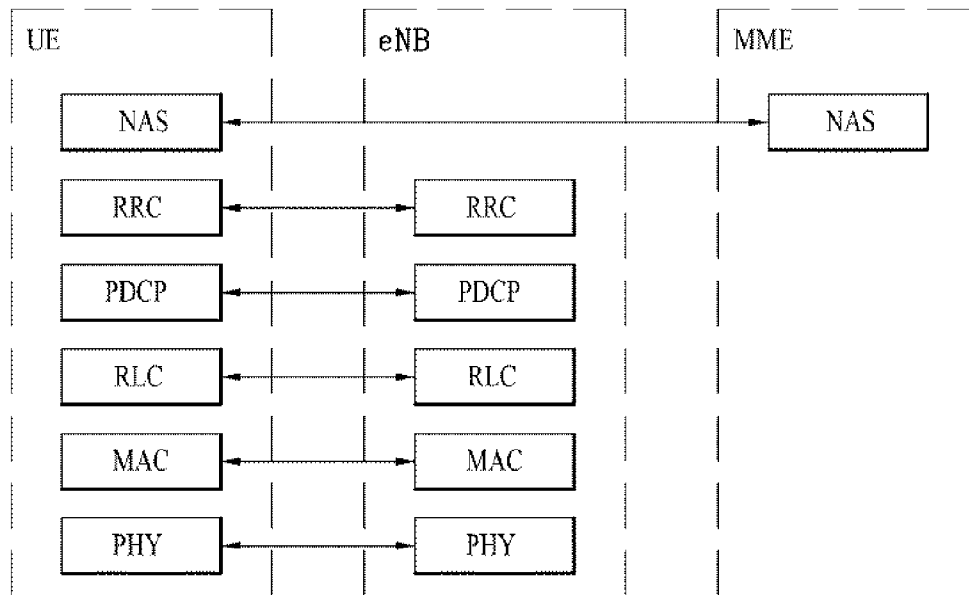 UE
eNB
MME
NAS
NAS
RRC
RRC
PDCP
PDCP
RLC
RLC
MAC
MAC
PHY
PHY